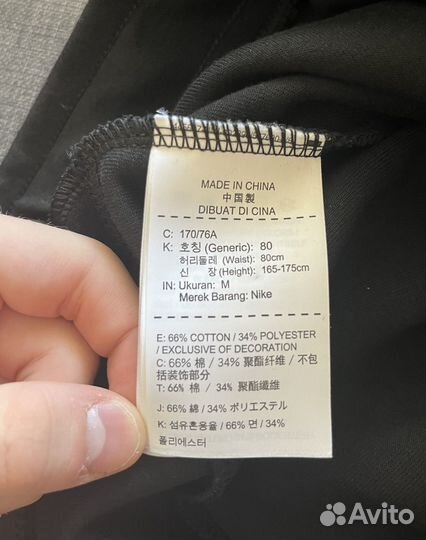 MADE IN CHINA
中国製
DIBUAT DI CINA
C: 170/76A
K: 호칭 (Generic): 80
허리둘레 (Waist): 80cm
신 장 (Height): 165-175cm
IN: Ukuran: M
Merek Barang: Nike
E: 66% COTTON / 34% POLYESTER
/ EXCLUSIVE OF DECORATION
C: 66% 棉 / 34% 聚酯纤维 / 不包
括装饰部分
T: 66% 棉 / 34% 聚酯纖維
J: 66% 綿 / 34% ポリエステル
K: 섬유혼용율 / 66% 면 / 34%
폴리에스터
Avito